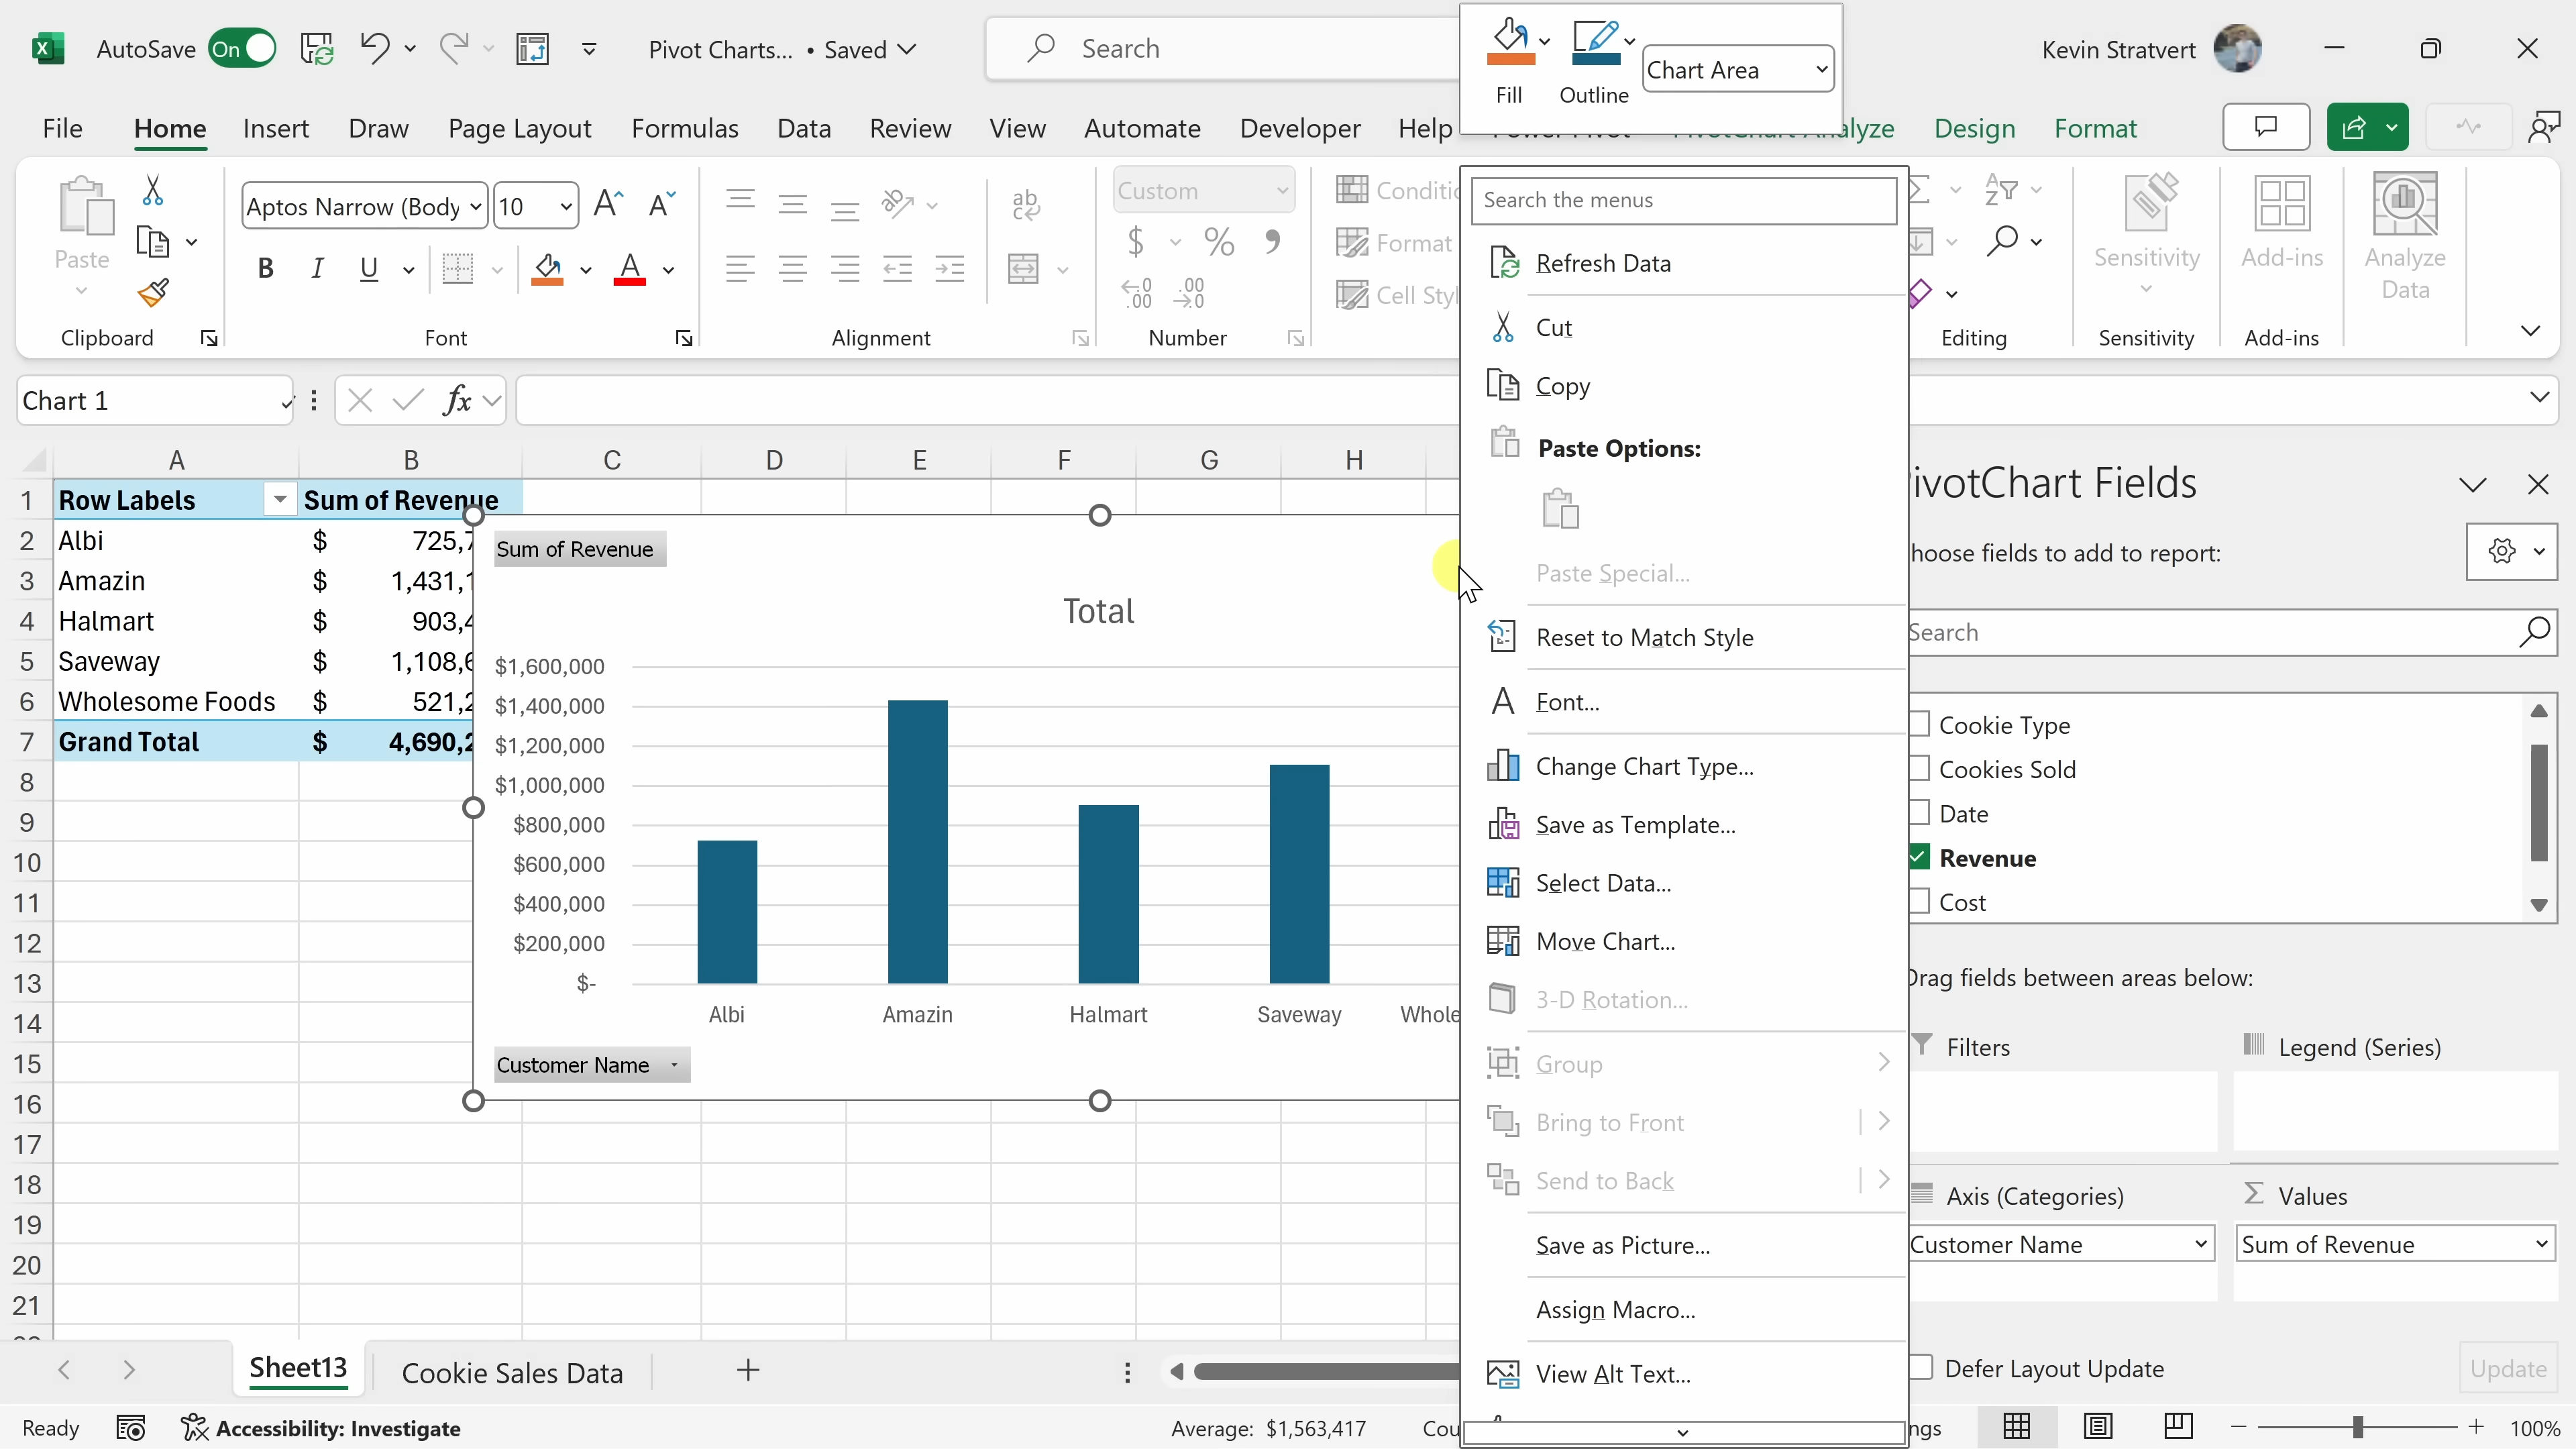 AutoSave On Pivot Charts... • Saved Search Kevin Stratvert
Fill Outline Chart Area
File Home Insert Draw Page Layout Formulas Data Review View Automate Developer Help Design Format
Paste
Clipboard
Aptos Narrow (Body 10
B I U A
Font
ab
Alignment
Custom
$ % 9
Number
Conditio
Format
Cell Sty
Editing
Sensitivity
Sensitivity
Add-ins
Add-ins
Analyze
Data
Chart 1 fx
A B C D E F G H
1 Row Labels Sum of Revenue
2 Albi $ 725,7
3 Amazin $ 1,431,1
4 Halmart $ 903,4
5 Saveway $ 1,108,6
6 Wholesome Foods $ 521,2
7 Grand Total $ 4,690,2
8
9
10
11
12
13
14
15
16
17
18
19
20
21
Sum of Revenue
Total
$1,600,000
$1,400,000
$1,200,000
$1,000,000
$800,000
$600,000
$400,000
$200,000
$-
Albi Amazin Halmart Saveway Whole
Customer Name
Search the menus
Refresh Data
Cut
Copy
Paste Options:
Paste Special...
Reset to Match Style
Font...
Change Chart Type...
Save as Template...
Select Data...
Move Chart...
3-D Rotation...
Group
Bring to Front
Send to Back
Save as Picture...
Assign Macro...
View Alt Text...
ivotChart Fields
hoose fields to add to report:
Search
Cookie Type
Cookies Sold
Date
Revenue
Cost
Drag fields between areas below:
Filters
Legend (Series)
Axis (Categories)
Values
Customer Name
Sum of Revenue
Defer Layout Update
Update
Sheet13 Cookie Sales Data
Ready Accessibility: Investigate Average: $1,563,417 Cou ngs 100%